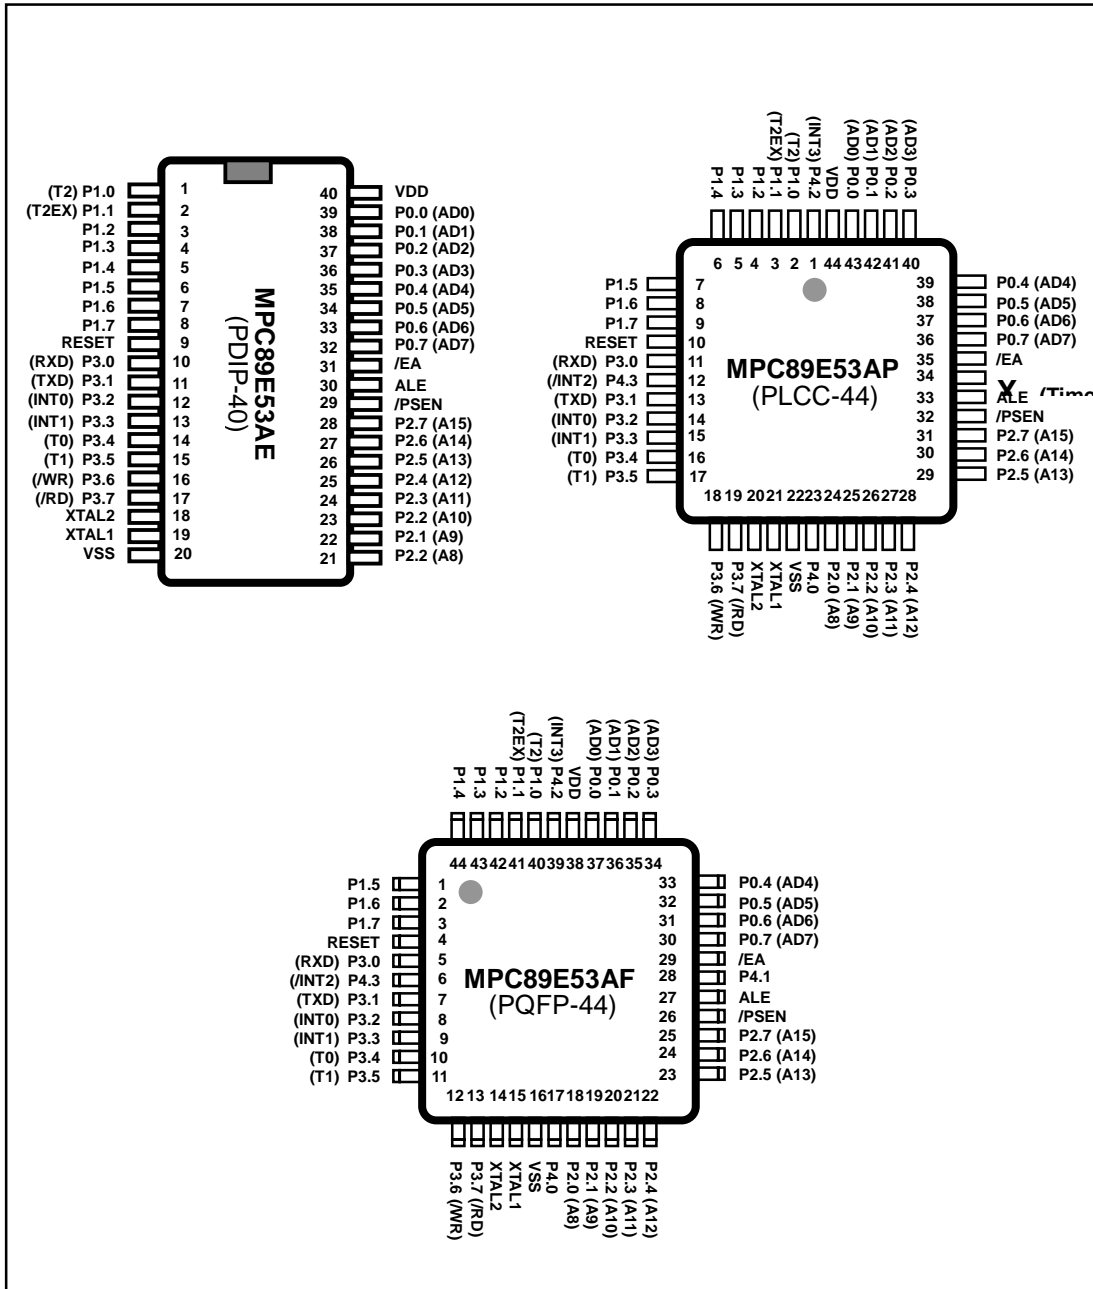 (T2) P1.0 1 40 VDD
(T2EX) P1.1 2 39 P0.0 (AD0)
P1.2 3 38 P0.1 (AD1)
P1.3 4 37 P0.2 (AD2)
P1.4 5 36 P0.3 (AD3)
P1.5 6 35 P0.4 (AD4)
P1.6 7 34 P0.5 (AD5)
P1.7 8 33 P0.6 (AD6)
RESET 9 32 P0.7 (AD7)
(RXD) P3.0 10 31 /EA
(TXD) P3.1 11 30 ALE
(INT0) P3.2 12 29 /PSEN
(INT1) P3.3 13 28 P2.7 (A15)
(T0) P3.4 14 27 P2.6 (A14)
(T1) P3.5 15 26 P2.5 (A13)
(/WR) P3.6 16 25 P2.4 (A12)
(/RD) P3.7 17 24 P2.3 (A11)
XTAL2 18 23 P2.2 (A10)
XTAL1 19 22 P2.1 (A9)
VSS 20 21 P2.2 (A8)
MPC89E53AE
(PDIP-40)
P1.4
P1.3
P1.2
(T2EX) P1.1
(T2) P1.0
(INT3) P4.2
VDD
(AD0) P0.0
(AD1) P0.1
(AD2) P0.2
(AD3) P0.3
6 5 4 3 2 1 44 43 42 41 40
P1.5 7 39 P0.4 (AD4)
P1.6 8 38 P0.5 (AD5)
P1.7 9 37 P0.6 (AD6)
RESET 10 36 P0.7 (AD7)
(RXD) P3.0 11 35 /EA
(/INT2) P4.3 12 34
(TXD) P3.1 13 33 ALE
(INT0) P3.2 14 32 /PSEN
(INT1) P3.3 15 31 P2.7 (A15)
(T0) P3.4 16 30 P2.6 (A14)
(T1) P3.5 17 29 P2.5 (A13)
MPC89E53AP
(PLCC-44)
18 19 20 21 22 23 24 25 26 27 28
P3.6 (/WR)
P3.7 (/RD)
XTAL2
XTAL1
VSS
P4.0
P2.0 (A8)
P2.1 (A9)
P2.2 (A10)
P2.3 (A11)
P2.4 (A12)
P1.4
P1.3
P1.2
(T2EX) P1.1
(T2) P1.0
(INT3) P4.2
VDD
(AD0) P0.0
(AD1) P0.1
(AD2) P0.2
(AD3) P0.3
44 43 42 41 40 39 38 37 36 35 34
P1.5 1 33 P0.4 (AD4)
P1.6 2 32 P0.5 (AD5)
P1.7 3 31 P0.6 (AD6)
RESET 4 30 P0.7 (AD7)
(RXD) P3.0 5 29 /EA
(/INT2) P4.3 6 28 P4.1
(TXD) P3.1 7 27 ALE
(INT0) P3.2 8 26 /PSEN
(INT1) P3.3 9 25 P2.7 (A15)
(T0) P3.4 10 24 P2.6 (A14)
(T1) P3.5 11 23 P2.5 (A13)
MPC89E53AF
(PQFP-44)
12 13 14 15 16 17 18 19 20 21 22
P3.6 (/WR)
P3.7 (/RD)
XTAL2
XTAL1
VSS
P4.0
P2.0 (A8)
P2.1 (A9)
P2.2 (A10)
P2.3 (A11)
P2.4 (A12)